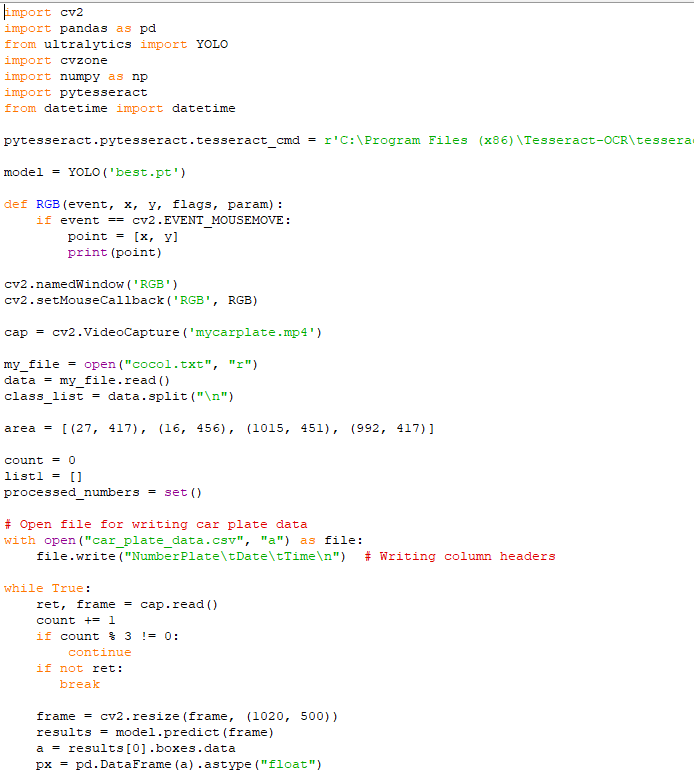 import cv2
import pandas as pd
from ultralytics import YOLO
import cvzone
import numpy as np
import pytesseract
from datetime import datetime

pytesseract.pytesseract.tesseract_cmd = r'C:\Program Files (x86)\Tesseract-OCR\tessera

model = YOLO('best.pt')

def RGB(event, x, y, flags, param):
    if event == cv2.EVENT_MOUSEMOVE:
        point = [x, y]
        print(point)

cv2.namedWindow('RGB')
cv2.setMouseCallback('RGB', RGB)

cap = cv2.VideoCapture('mycarplate.mp4')

my_file = open("coco1.txt", "r")
data = my_file.read()
class_list = data.split("\n")

area = [(27, 417), (16, 456), (1015, 451), (992, 417)]

count = 0
list1 = []
processed_numbers = set()

# Open file for writing car plate data
with open("car_plate_data.csv", "a") as file:
    file.write("NumberPlate\tDate\tTime\n")  # Writing column headers

while True:
    ret, frame = cap.read()
    count += 1
    if count % 3 != 0:
        continue
    if not ret:
       break

    frame = cv2.resize(frame, (1020, 500))
    results = model.predict(frame)
    a = results[0].boxes.data
    px = pd.DataFrame(a).astype("float")